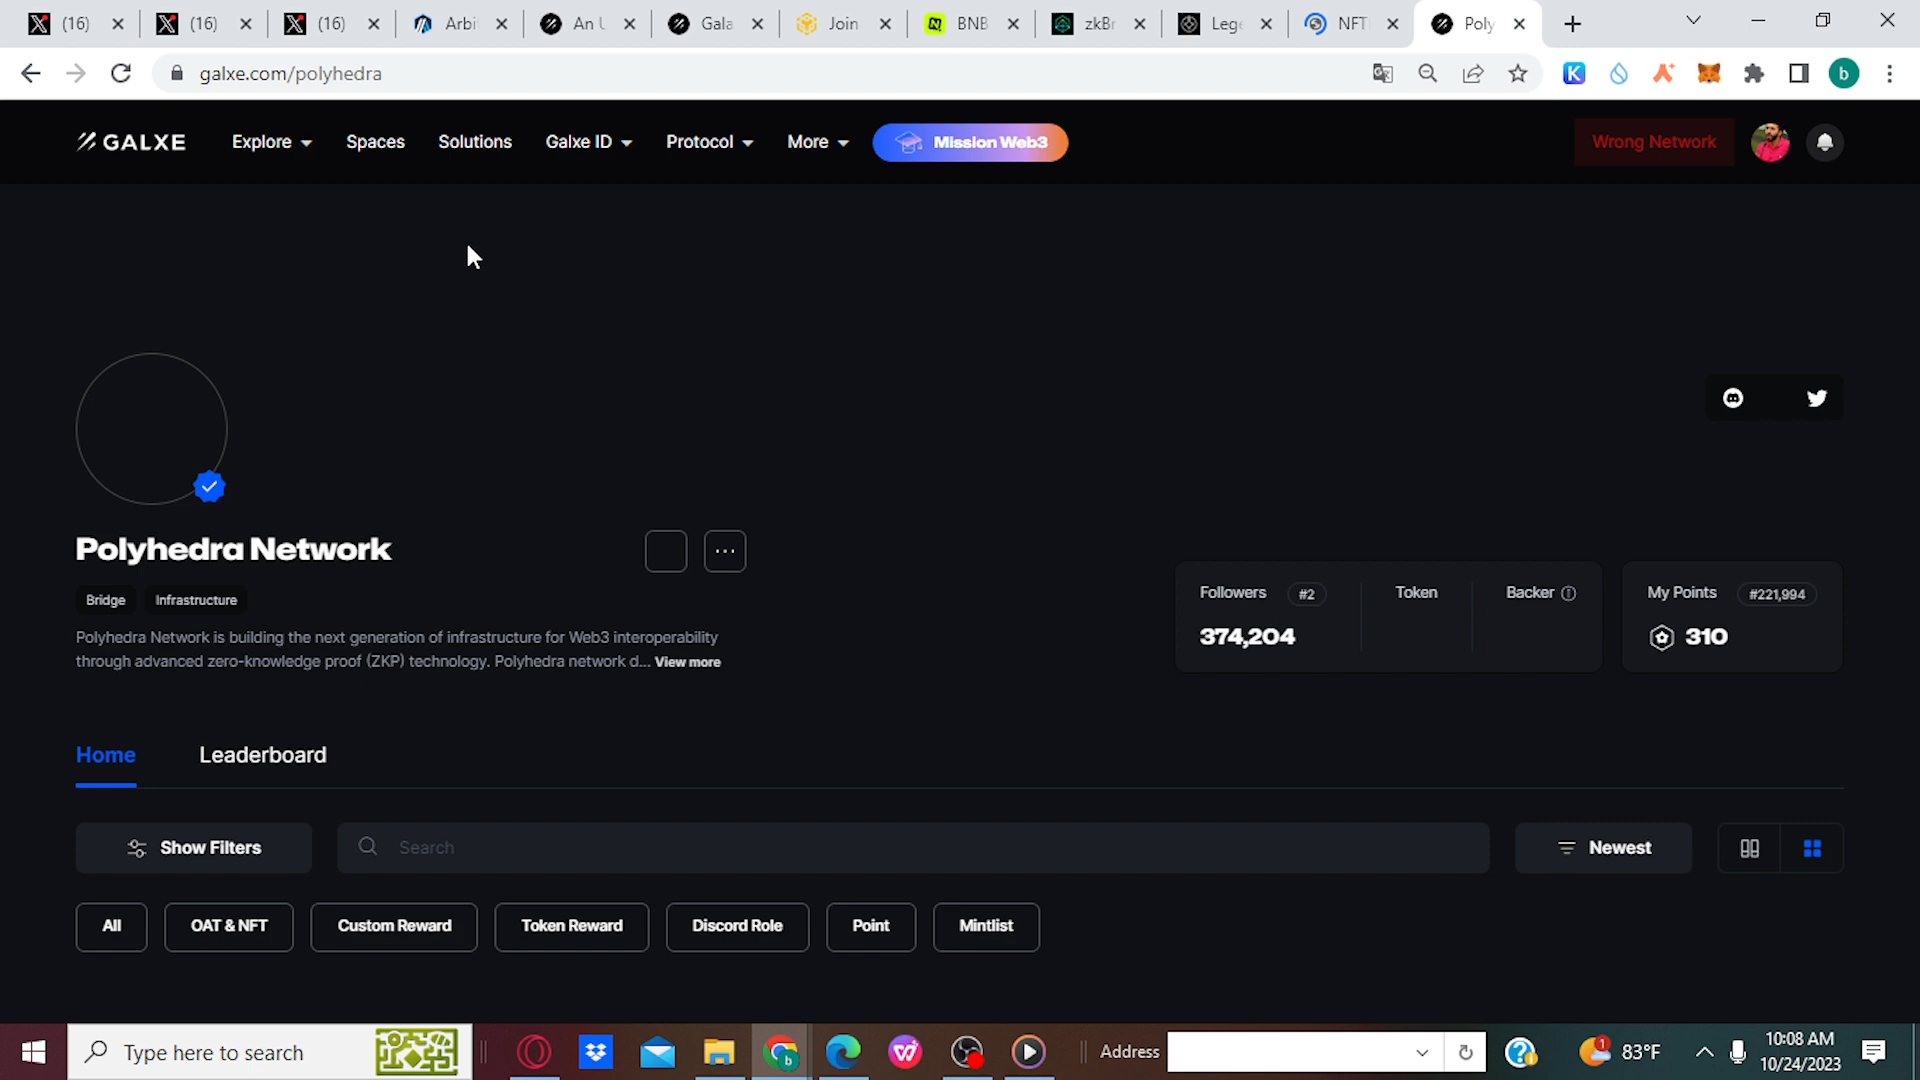 (16)
(16)
(16)
Arbi
An U
Gala
Join
BNB
zkBr
Lege
NFT
Poly
galxe.com/polyhedra
K
b
GALXE
Explore
Spaces
Solutions
Galxe ID
Protocol
More
Mission Web3
Wrong Network
Polyhedra Network
Bridge
Infrastructure
Polyhedra Network is building the next generation of infrastructure for Web3 interoperability
through advanced zero-knowledge proof (ZKP) technology. Polyhedra network d... View more
Followers #2
374,204
Token
Backer
My Points #221,994
310
Home
Leaderboard
Show Filters
Search
Newest
All
OAT & NFT
Custom Reward
Token Reward
Discord Role
Point
Mintlist
Type here to search
b
Address
1
83°F
10:08 AM
10/24/2023